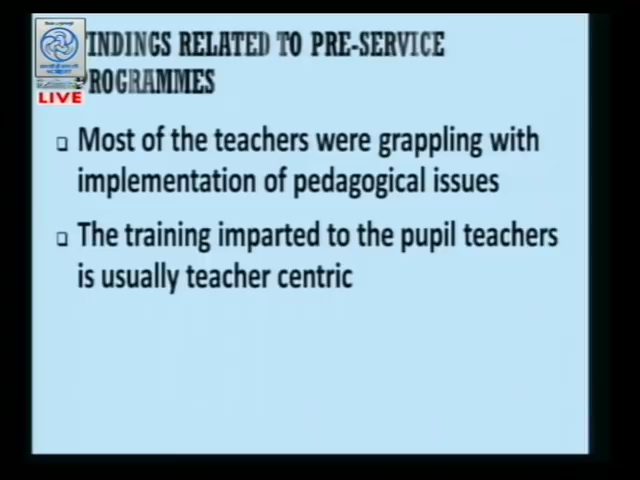 INDINGS RELATED TO PRE-SERVICE
ROGRAMMES
LIVE
Most of the teachers were grappling with
implementation of pedagogical issues
The training imparted to the pupil teachers
is usually teacher centric